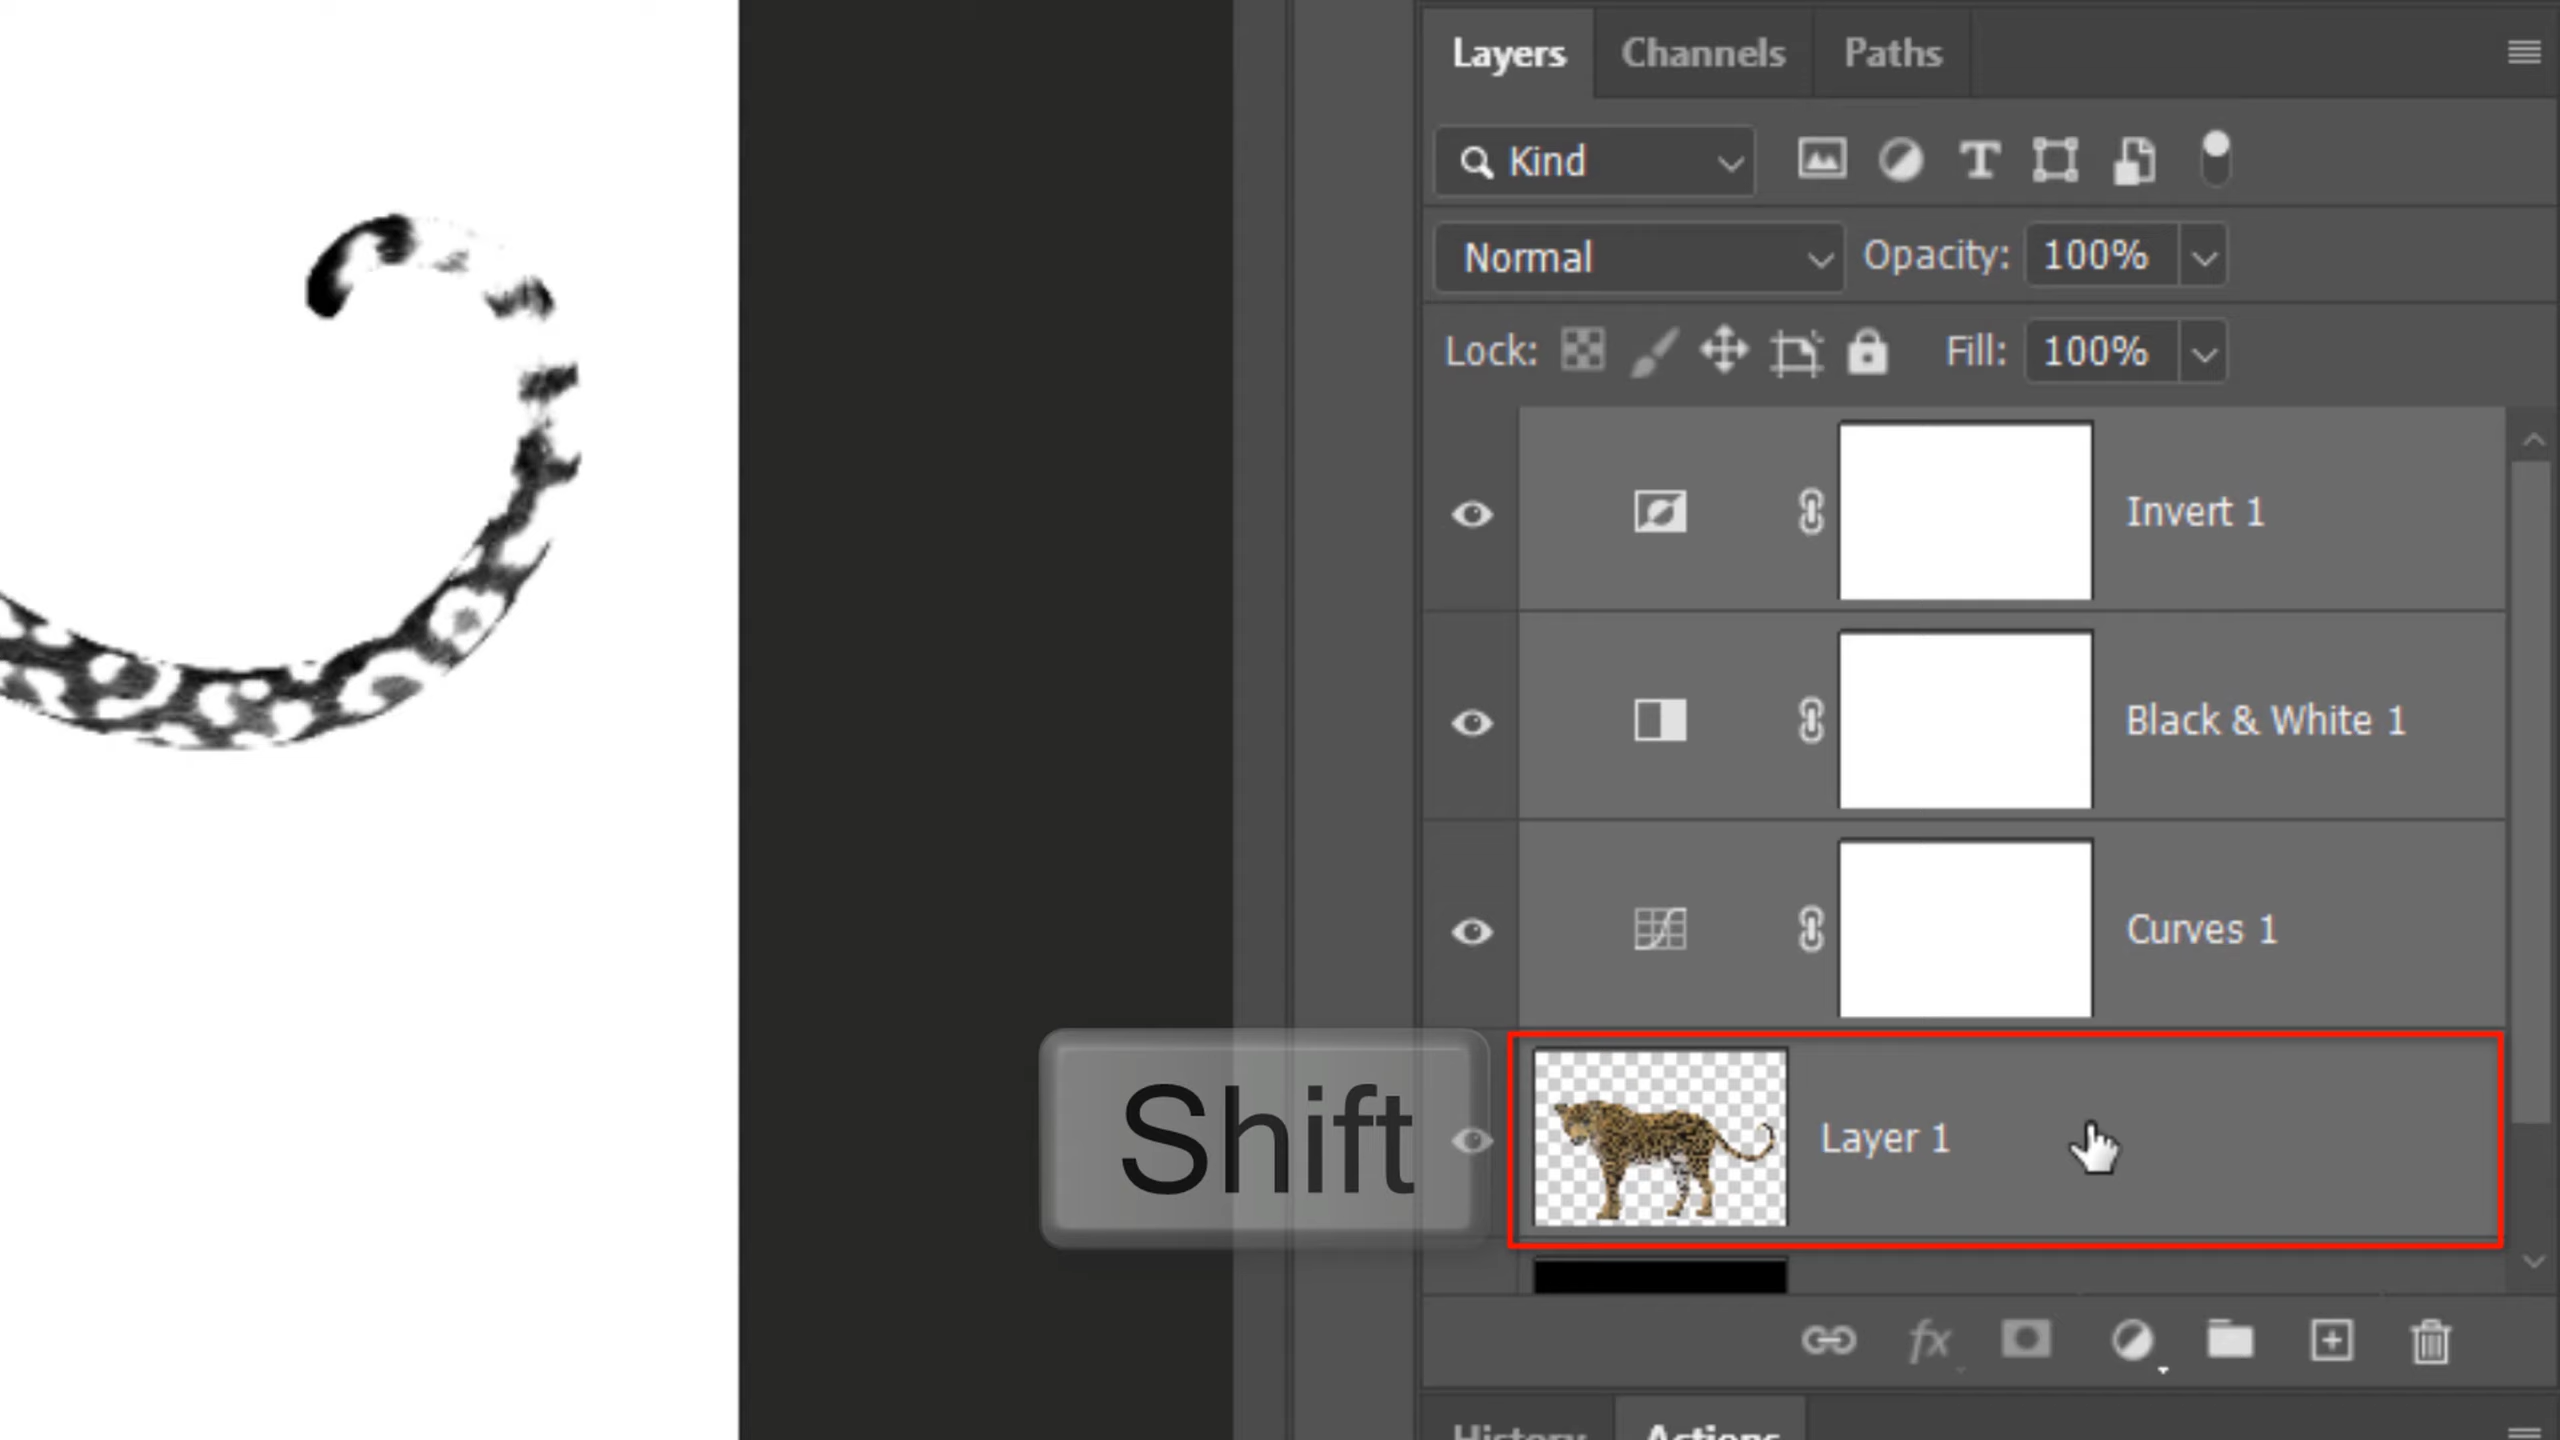 Layers Channels Paths
Kind
Normal Opacity: 100%
Lock: Fill: 100%
Invert 1
Black & White 1
Curves 1
Shift
Layer 1
fx
History Actions